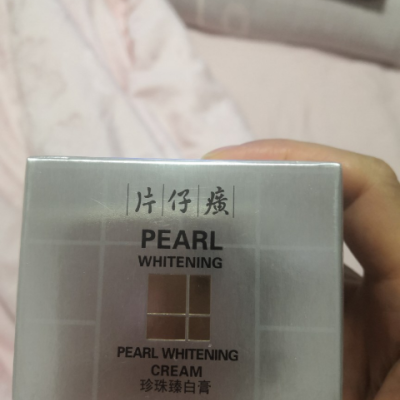 片仔癀
PEARL
WHITENING
PEARL WHITENING
CREAM
珍珠臻白膏